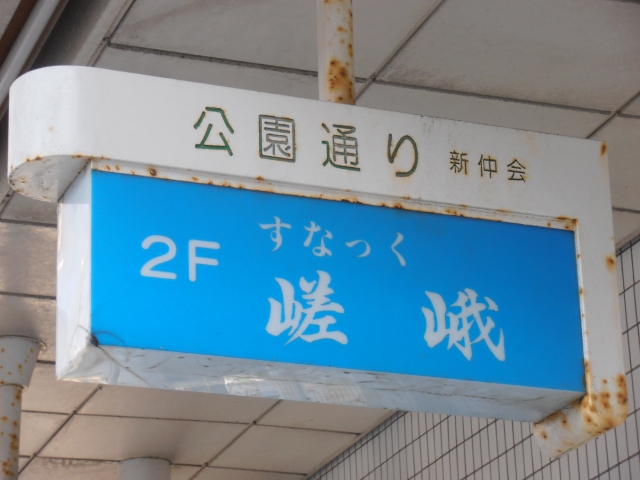 公園通り 新仲会
2F すなっく
嵯峨